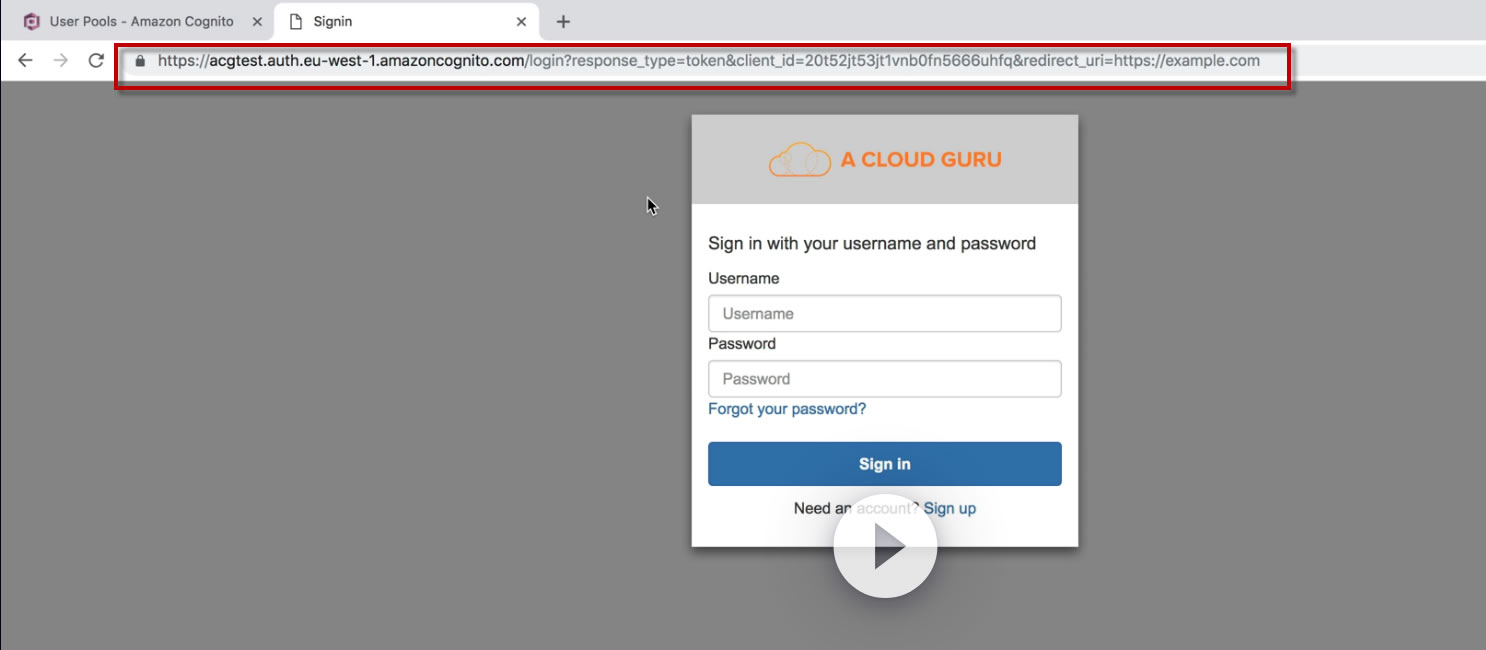 User Pools - Amazon Cognito
Signin
https://acgtest.auth.eu-west-1.amazoncognito.com/login?response_type=token&client_id=20t52jt53jt1vnb0fn5666uhfq&redirect_uri=https://example.com
A CLOUD GURU
Sign in with your username and password
Username
Username
Password
Password
Forgot your password?
Sign in
Need an account? Sign up